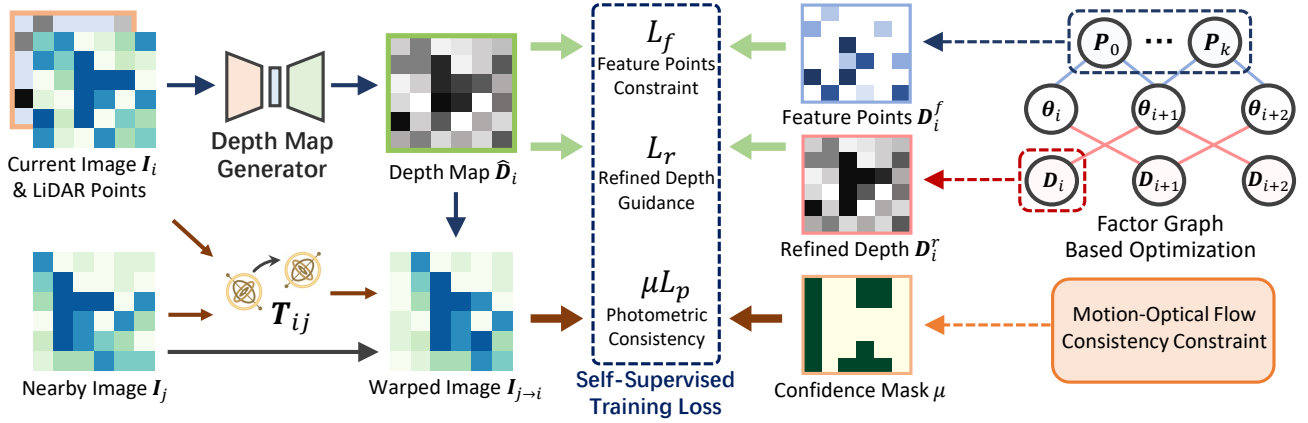 Current Image I_i
& LiDAR Points
Depth Map
Generator
Depth Map D̂_i
L_f
Feature Points
Constraint
L_r
Refined Depth
Guidance
μL_p
Photometric
Consistency
Self-Supervised
Training Loss
Feature Points D_i^f
Refined Depth D_i^r
Confidence Mask μ
P_0 ... P_k
θ_i θ_{i+1} θ_{i+2}
D_i D_{i+1} D_{i+2}
Factor Graph
Based Optimization
Motion-Optical Flow
Consistency Constraint
T_{ij}
Nearby Image I_j
Warped Image I_{j→i}